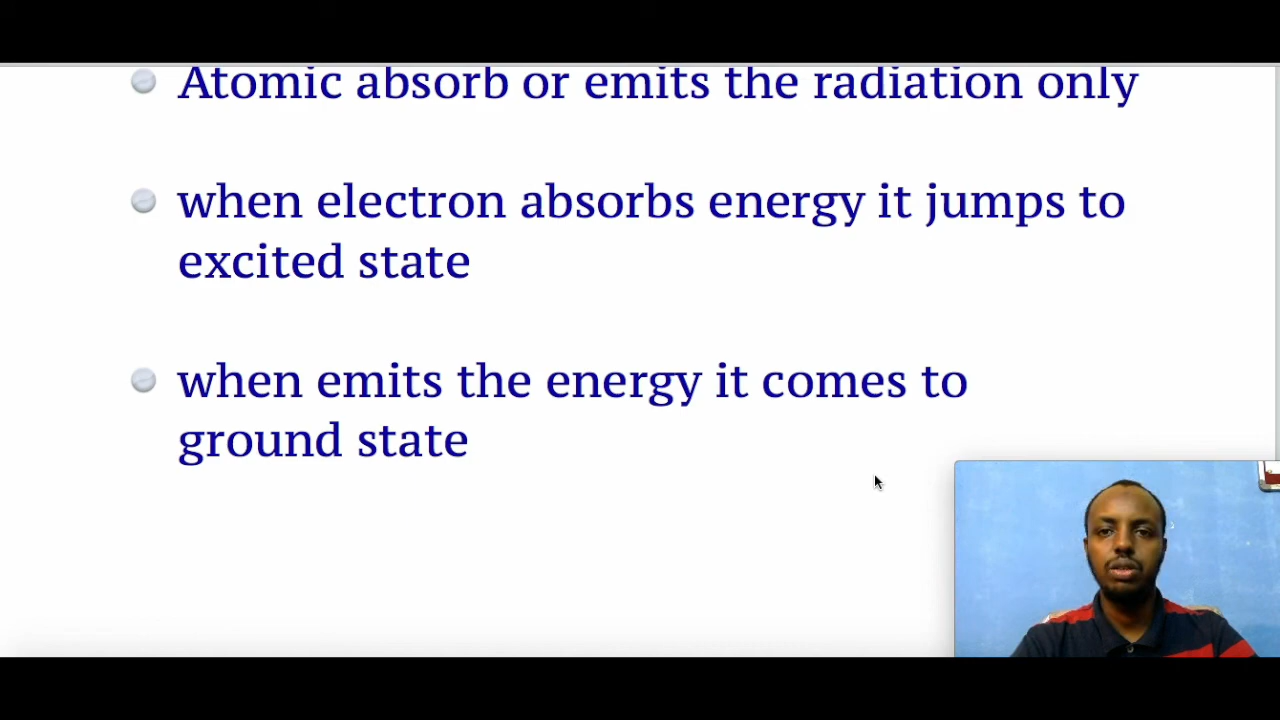 Atomic absorb or emits the radiation only
when electron absorbs energy it jumps to
excited state
when emits the energy it comes to
ground state